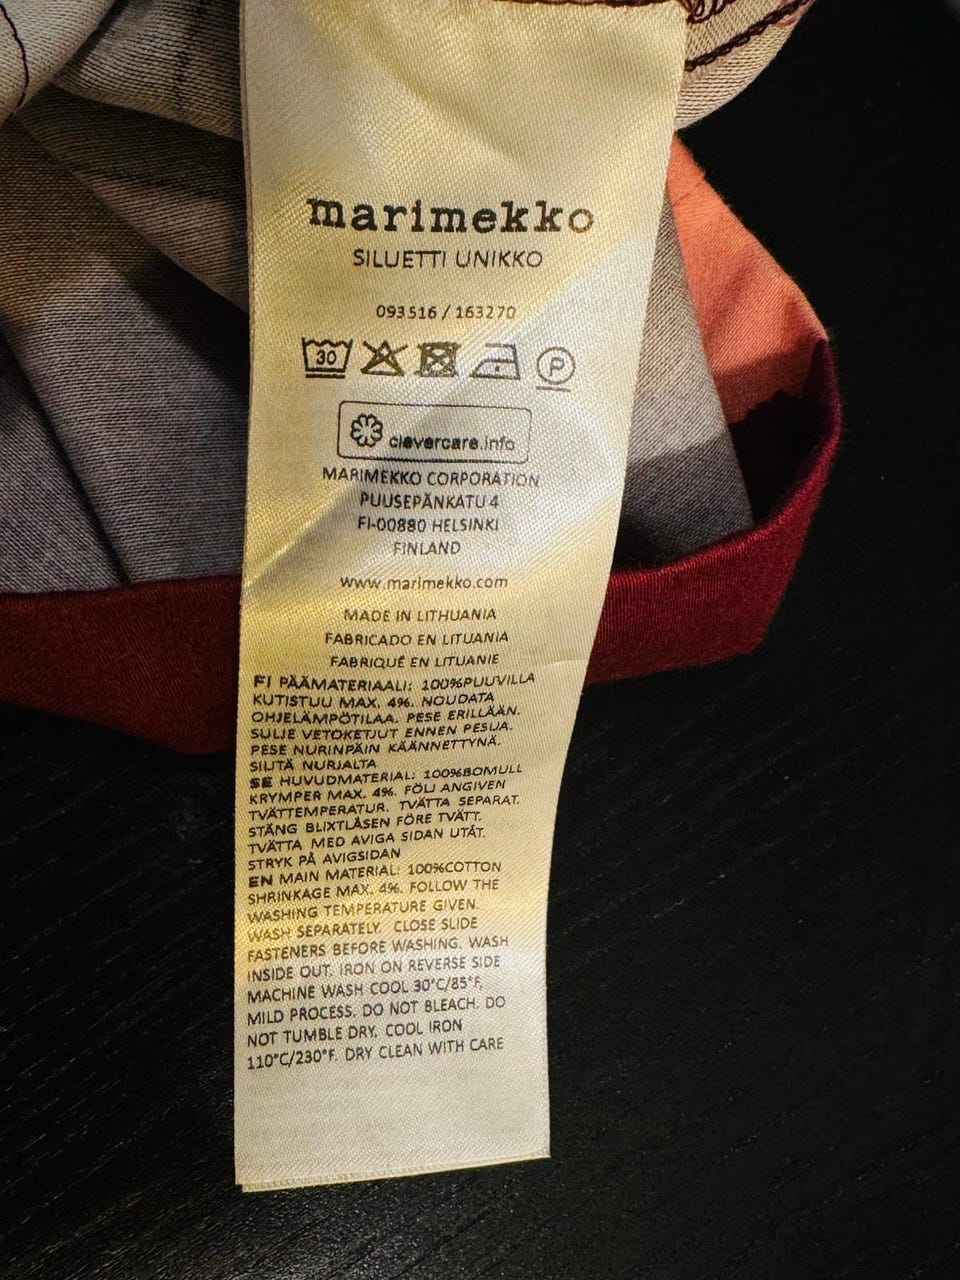 marimekko
SILUETTI UNIKKO
093516 / 163270
30 P
clevercare.info
MARIMEKKO CORPORATION
PUUSEPÄNKATU 4
FI-00880 HELSINKI
FINLAND
www.marimekko.com
MADE IN LITHUANIA
FABRICADO EN LITUANIA
FABRIQUÉ EN LITUANIE
FI PÄÄMATERIAALI: 100%PUUVILLA
KUTISTUU MAX. 4%. NOUDATA
OHJELÄMPÖTILAA. PESE ERILLÄÄN.
SULJE VETOKETJUT ENNEN PESUA.
PESE NURINPÄIN KÄÄNNETTYNÄ.
SILITÄ NURJALTA
SE HUVUDMATERIAL: 100%BOMULL
KRYMPER MAX. 4%. FÖLJ ANGIVEN
TVÄTTEMPERATUR. TVÄTTA SEPARAT.
STÄNG BLIXTLÅSEN FÖRE TVÄTT.
TVÄTTA MED AVIGA SIDAN UTÅT.
STRYK PÅ AVIGSIDAN
EN MAIN MATERIAL: 100%COTTON
SHRINKAGE MAX. 4%. FOLLOW THE
WASHING TEMPERATURE GIVEN.
WASH SEPARATELY. CLOSE SLIDE
FASTENERS BEFORE WASHING. WASH
INSIDE OUT. IRON ON REVERSE SIDE
MACHINE WASH COOL 30°C/85°F,
MILD PROCESS. DO NOT BLEACH. DO
NOT TUMBLE DRY. COOL IRON
110°C/230°F. DRY CLEAN WITH CARE